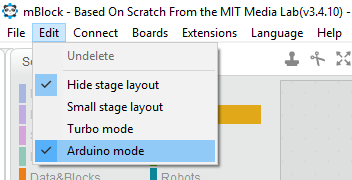 mBlock - Based On Scratch From the MIT Media Lab(v3.4.10) -
File Edit Connect Boards Extensions Language Help
Undelete
Hide stage layout
Small stage layout
Turbo mode
Arduino mode
Data&Blocks Robots